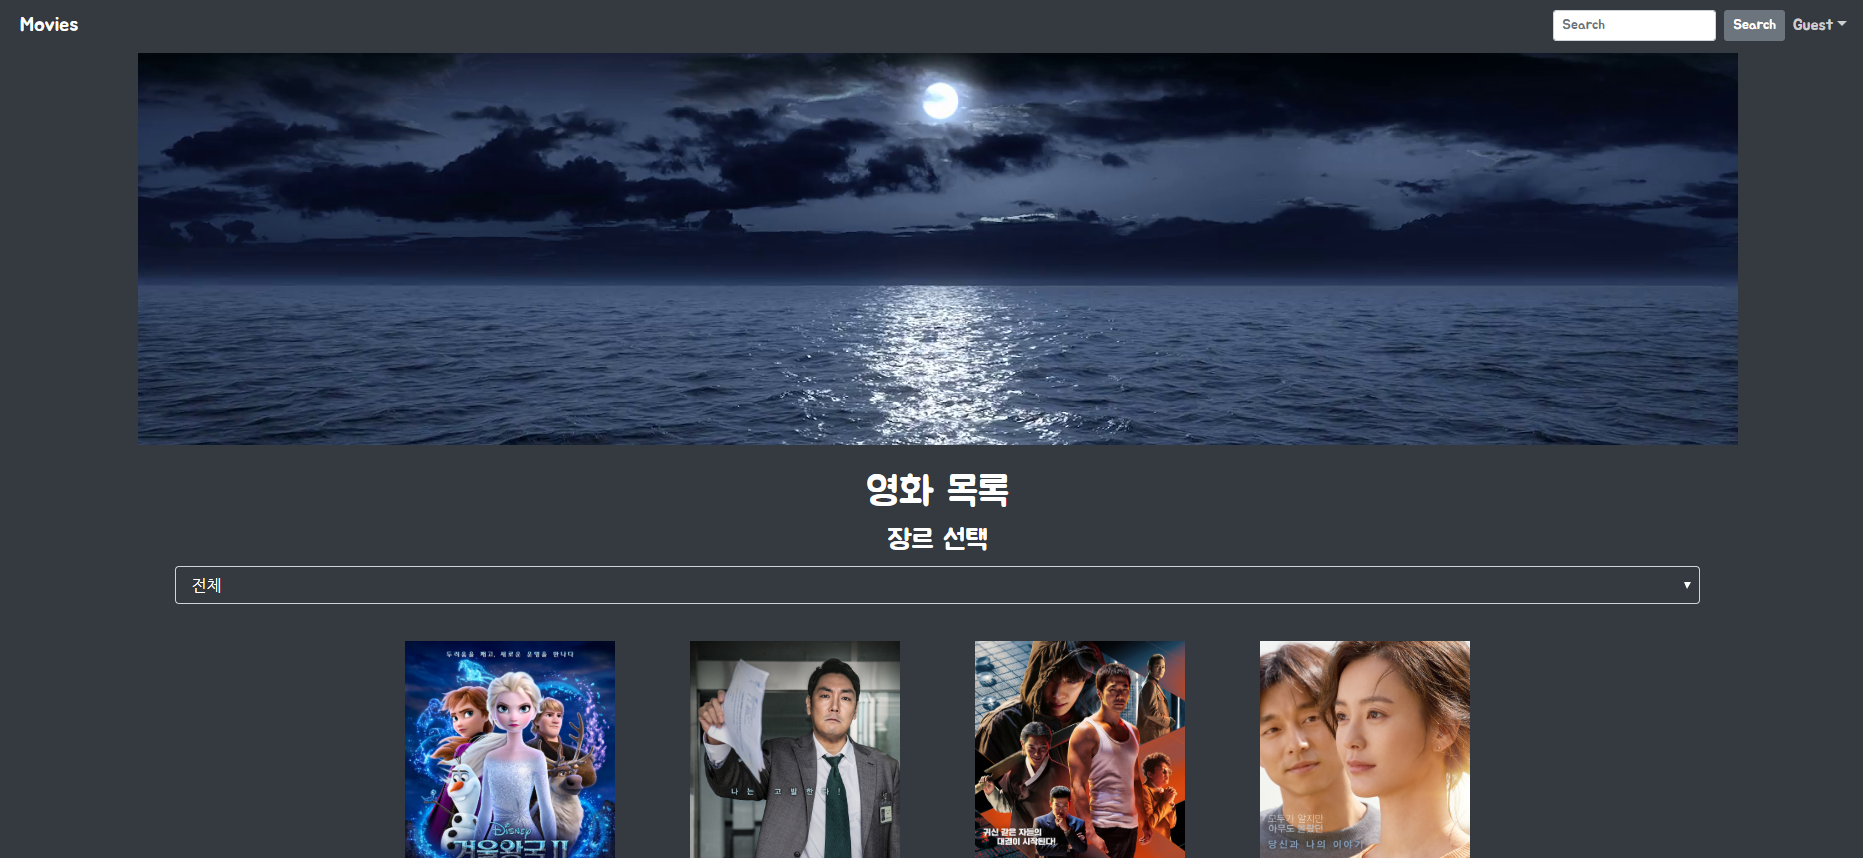 Movies
Search
Search
Guest
영화 목록
장르 선택
전체
두려움을 깨고, 새로운 운명을 만나다
DISNEY
겨울왕국 II
나는 고발한다!
귀신 같은 자들의
대결이 시작된다!
모두가 알지만
아무도 몰랐던
당신과 나의 이야기